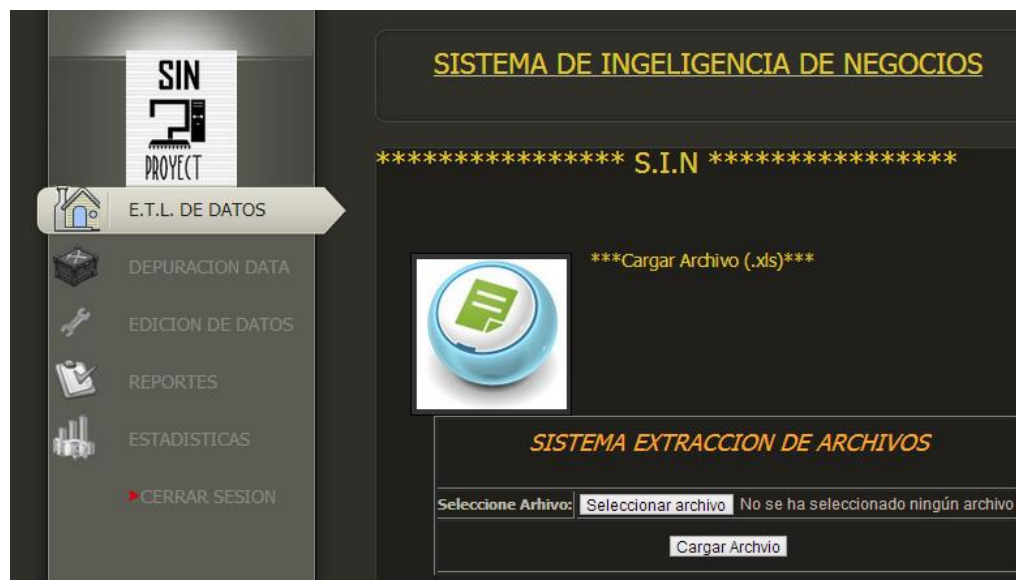 SIN
PROYECT
E.T.L. DE DATOS
DEPURACION DATA
EDICION DE DATOS
REPORTES
ESTADISTICAS
➤CERRAR SESION
SISTEMA DE INGELIGENCIA DE NEGOCIOS
**************** S.I.N ****************
***Cargar Archivo (.xls)***
SISTEMA EXTRACCION DE ARCHIVOS
Seleccione Arhivo: Seleccionar archivo No se ha seleccionado ningún archivo
Cargar Archvio